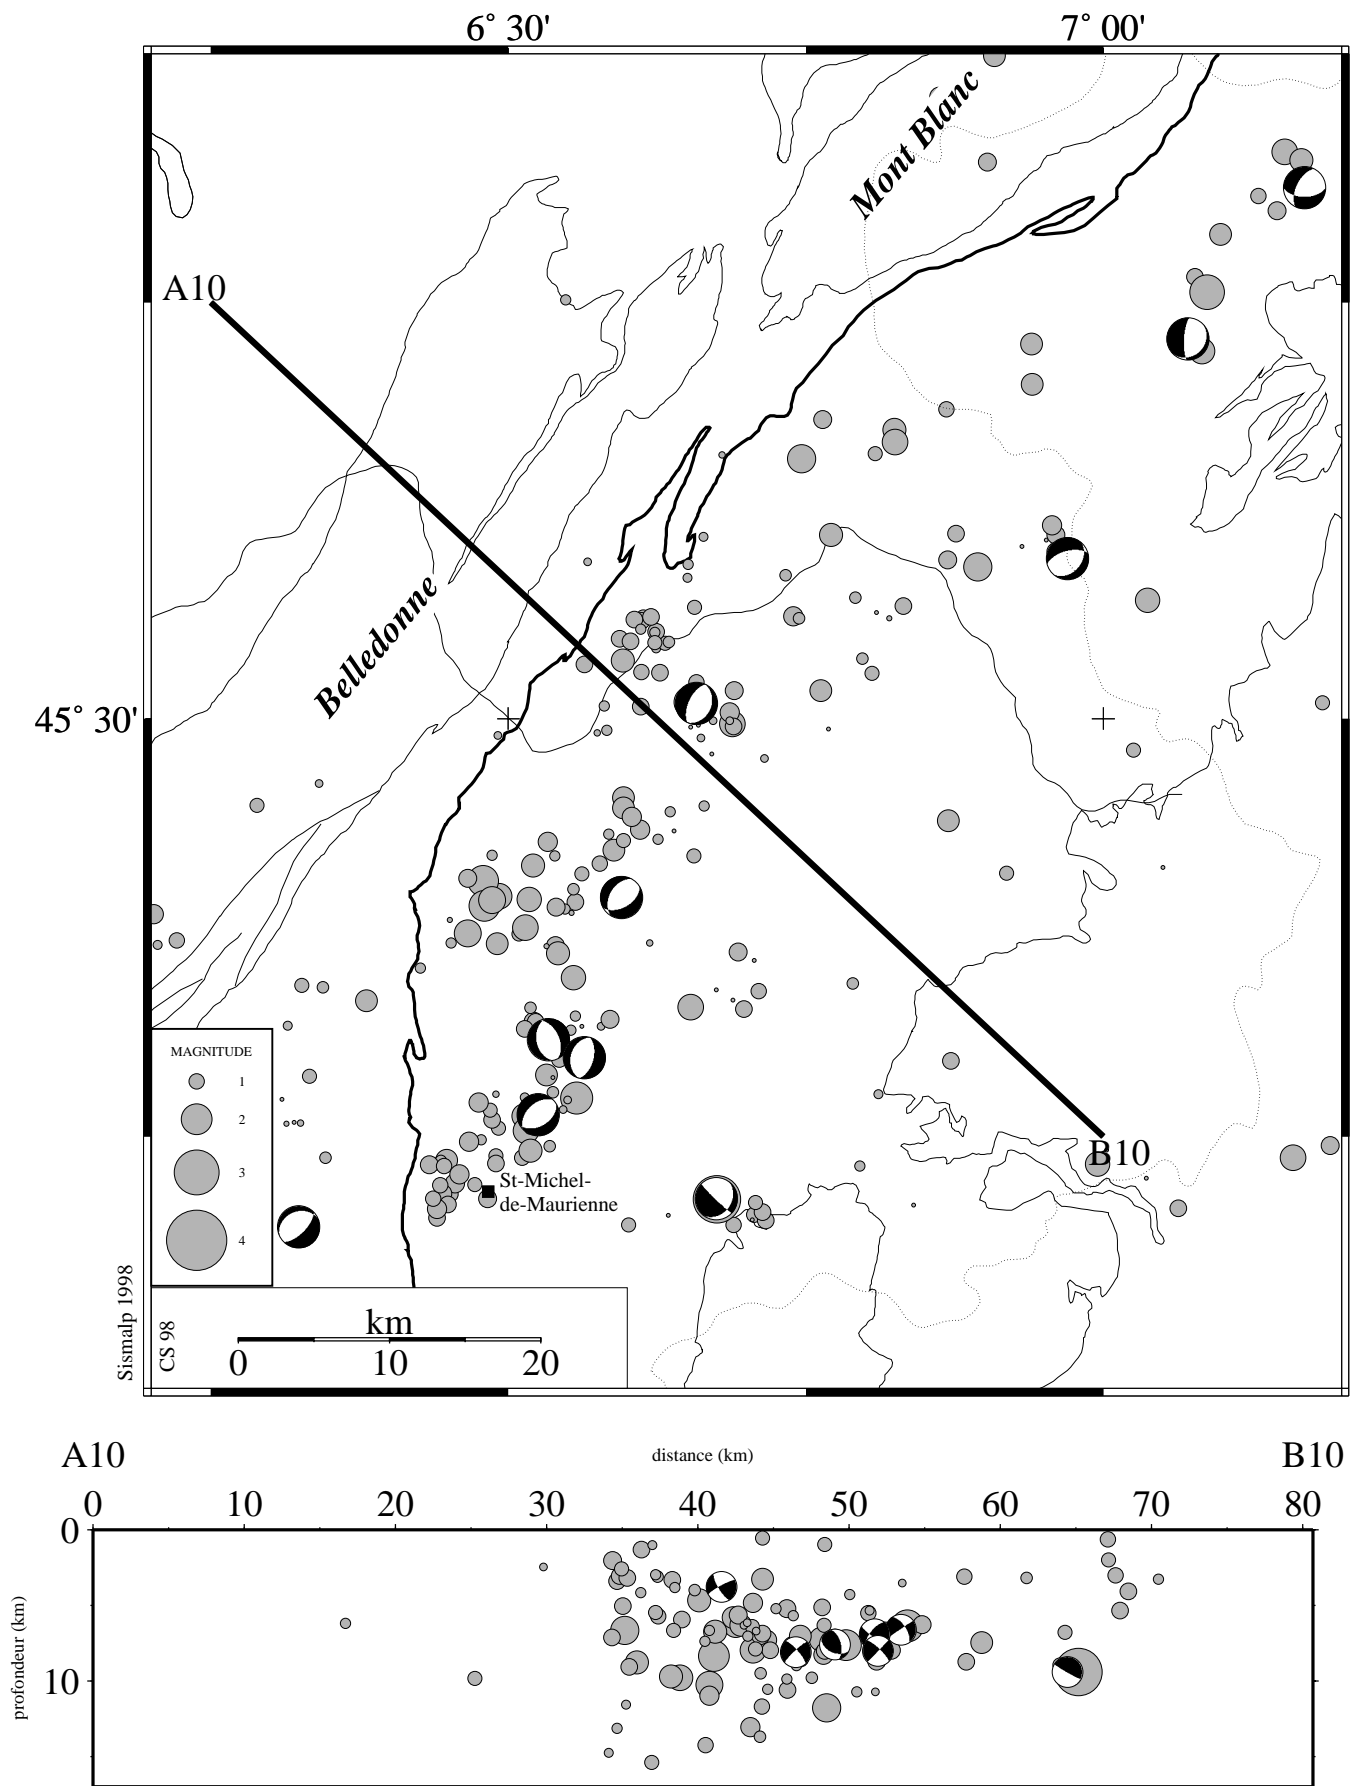 6° 30'
7° 00'
Mont Blanc
A10
Belledonne
45° 30'
B10
MAGNITUDE
1
2
3
4
St-Michel-
de-Maurienne
Sismalp 1998
CS 98
km
0 10 20
A10
distance (km)
B10
0 10 20 30 40 50 60 70 80
0
10
profondeur (km)